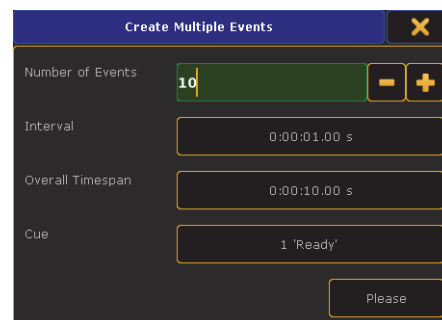 Create Multiple Events
Number of Events 10
Interval 0:00:01.00 s
Overall Timespan 0:00:10.00 s
Cue 1 'Ready'
Please